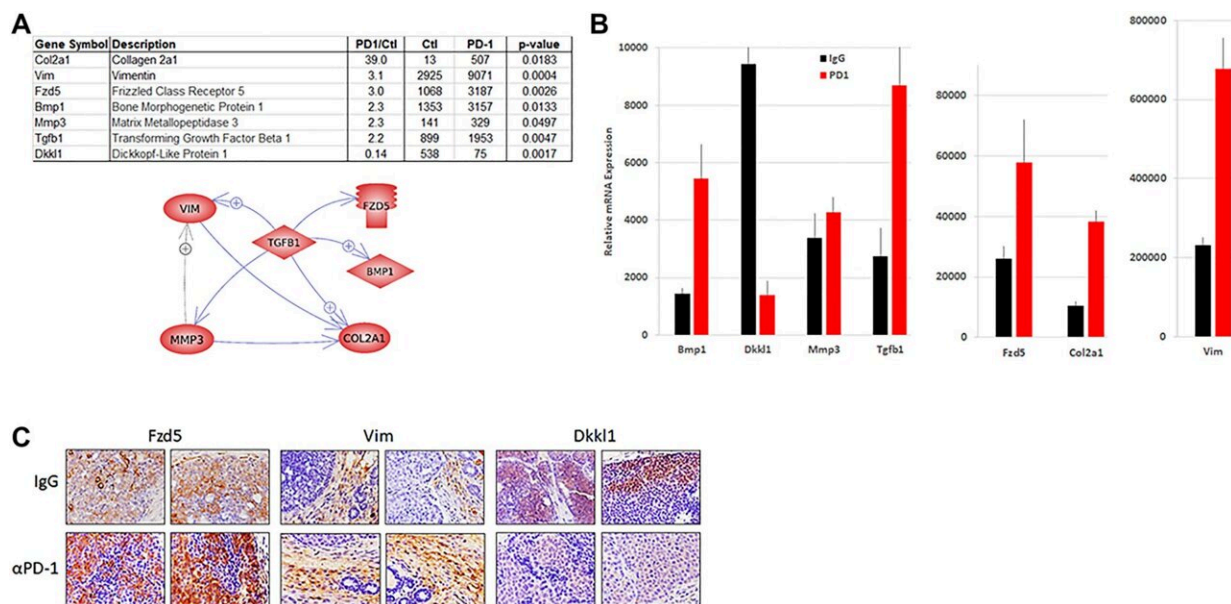 A
Gene Symbol Description PD1/Ctl Ctl PD-1 p-value
Col2a1 Collagen 2a1 39.0 13 507 0.0183
Vim Vimentin 3.1 2925 9071 0.0004
Fzd5 Frizzled Class Receptor 5 3.0 1068 3187 0.0026
Bmp1 Bone Morphogenetic Protein 1 2.3 1353 3157 0.0133
Mmp3 Matrix Metallopeptidase 3 2.3 141 329 0.0497
Tgfb1 Transforming Growth Factor Beta 1 2.2 899 1953 0.0047
Dkkl1 Dickkopf-Like Protein 1 0.14 538 75 0.0017
VIM
FZD5
TGFB1
BMP1
MMP3
COL2A1
B
Relative mRNA Expression
10000
8000
6000
4000
2000
0
IgG
PD1
Bmp1 Dkkl1 Mmp3 Tgfb1
100000
80000
60000
40000
20000
0
Fzd5 Col2a1
800000
600000
400000
200000
0
Vim
C
Fzd5 Vim Dkkl1
IgG
αPD-1